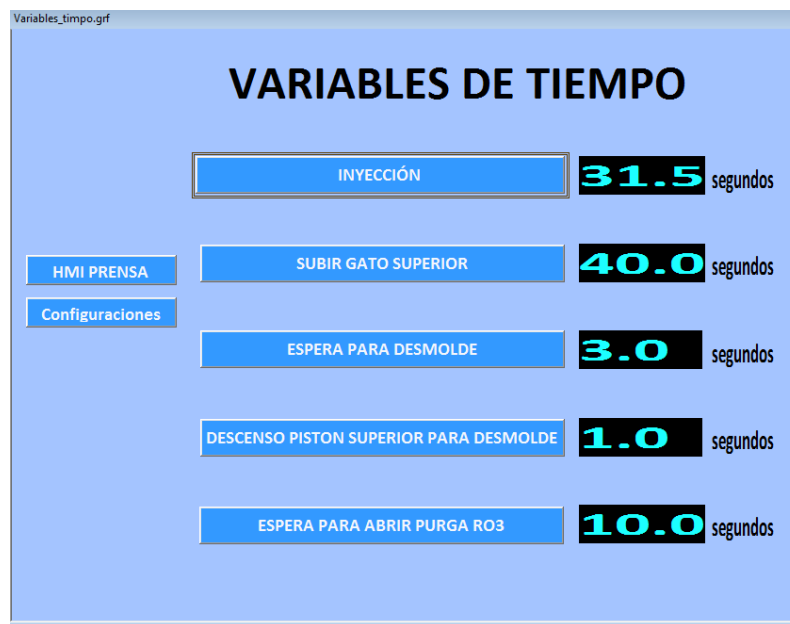 Variables_timpo.grf
VARIABLES DE TIEMPO
INYECCIÓN 31.5 segundos
SUBIR GATO SUPERIOR 40.0 segundos
HMI PRENSA
Configuraciones
ESPERA PARA DESMOLDE 3.0 segundos
DESCENSO PISTON SUPERIOR PARA DESMOLDE 1.0 segundos
ESPERA PARA ABRIR PURGA RO3 10.0 segundos